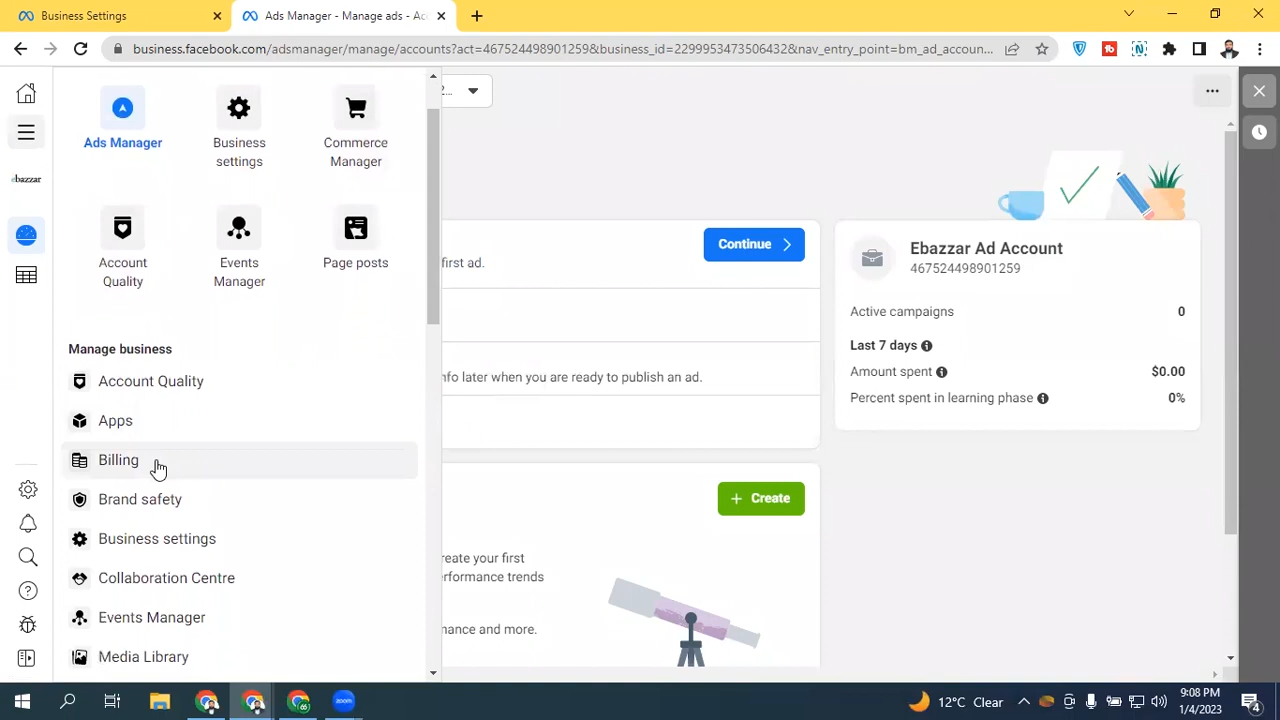 Business Settings
Ads Manager - Manage ads - Acc
business.facebook.com/adsmanager/manage/accounts?act=467524498901259&business_id=2299953473506432&nav_entry_point=bm_ad_accoun...
2...
Ads Manager
Business settings
Commerce Manager
ebazzar
Account Quality
Events Manager
Page posts
Continue
first ad.
Ebazzar Ad Account
467524498901259
Active campaigns 0
Last 7 days
Amount spent $0.00
Percent spent in learning phase 0%
nfo later when you are ready to publish an ad.
Manage business
Account Quality
Apps
Billing
Brand safety
Business settings
Collaboration Centre
Events Manager
Media Library
+ Create
reate your first
erformance trends
nance and more.
12°C Clear
9:08 PM
1/4/2023
4